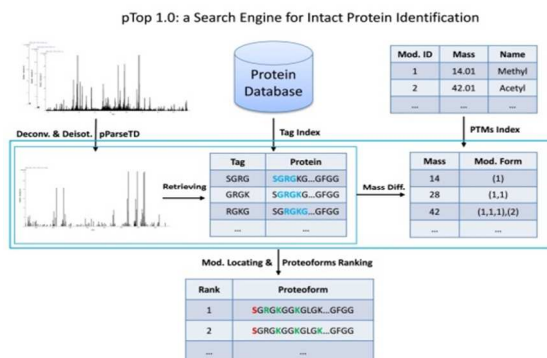 pTop 1.0: a Search Engine for Intact Protein Identification
Protein
Database
Mod. ID Mass Name
1 14.01 Methyl
2 42.01 Acetyl
... ... ...
Deconv. & Deisot. pParseTD
Tag Index
PTMs Index
Tag Protein
SGRG SGRGKG...GFGG
GRGK SGRGKG...GFGG
RGKG SGRGKG...GFGG
... ...
Retrieving
Mass Diff.
Mass Mod. Form
14 (1)
28 (1,1)
42 (1,1,1),(2)
... ...
Mod. Locating & Proteoforms Ranking
Rank Proteoform
1 SGRGKGGKGLGK...GFGG
2 SGRGKGGKGLGK...GFGG
... ...